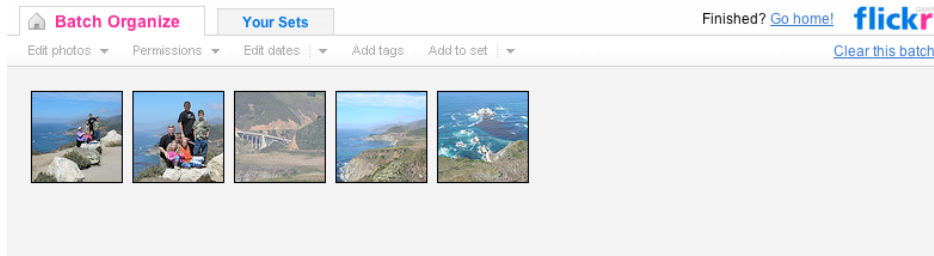 Batch Organize
Your Sets
Finished? Go home!
flickr
GAMMA
Edit photos
Permissions
Edit dates
Add tags
Add to set
Clear this batch